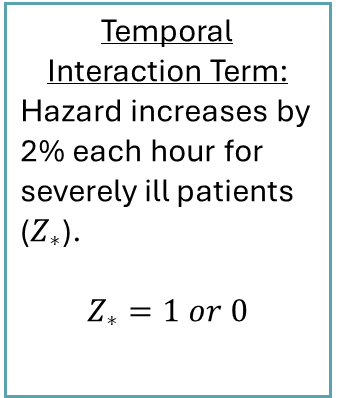 Temporal
Interaction Term:
Hazard increases by
2% each hour for
severely ill patients
(Z*).
Z* = 1 or 0